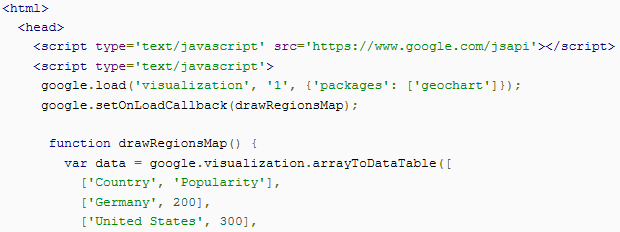 <html>
<head>
<script type='text/javascript' src='https://www.google.com/jsapi'></script>
<script type='text/javascript'>
google.load('visualization', '1', {'packages': ['geochart']});
google.setOnLoadCallback(drawRegionsMap);
function drawRegionsMap() {
var data = google.visualization.arrayToDataTable([
['Country', 'Popularity'],
['Germany', 200],
['United States', 300],